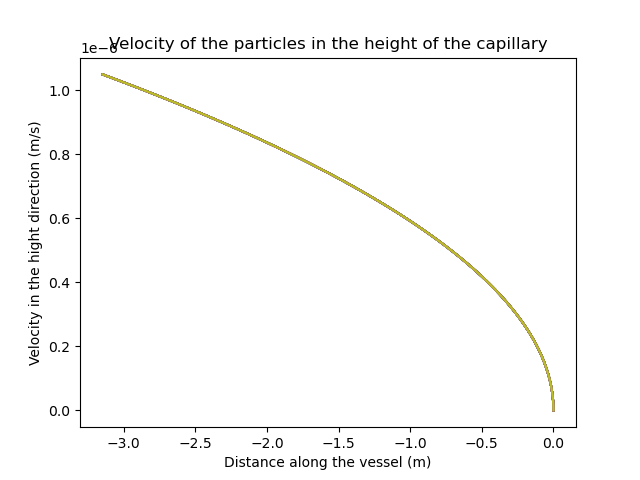 Velocity of the particles in the height of the capillary
1e−6
1.0
0.8
0.6
0.4
0.2
0.0
Velocity in the hight direction (m/s)
−3.0 −2.5 −2.0 −1.5 −1.0 −0.5 0.0
Distance along the vessel (m)